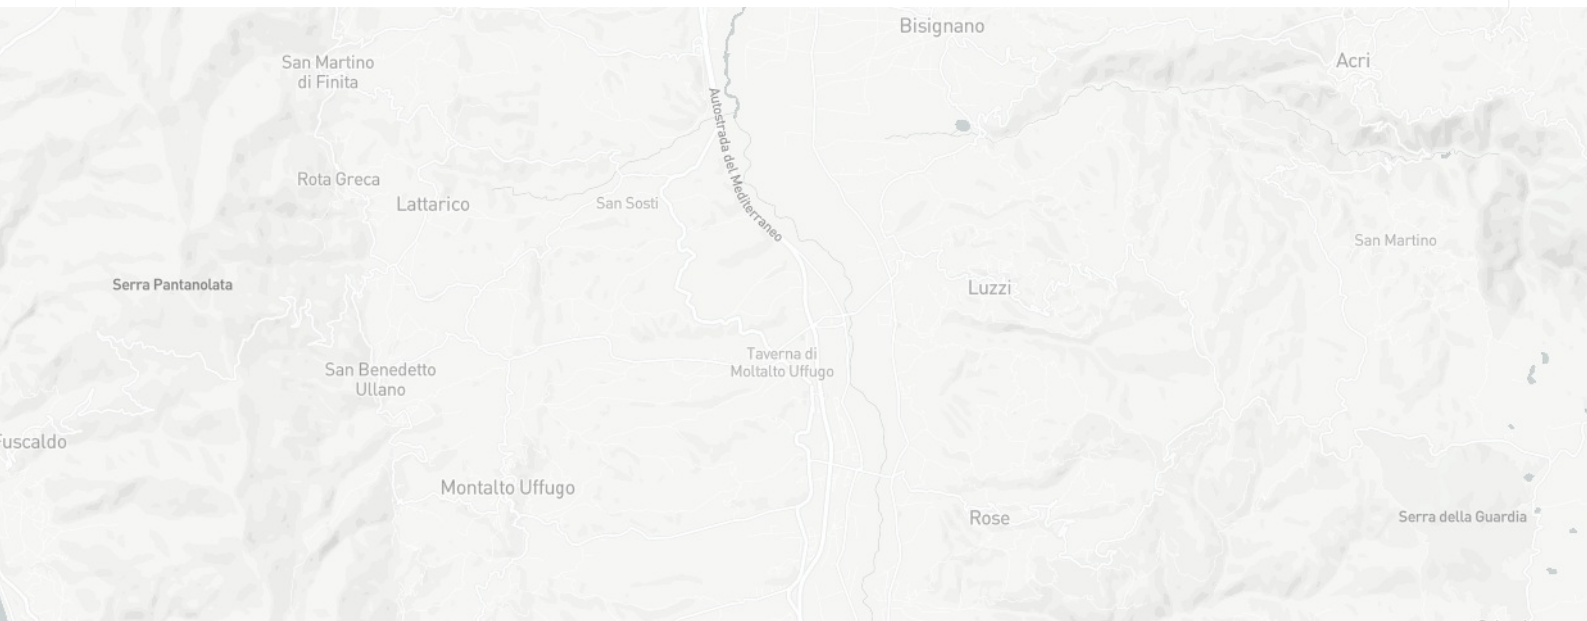 Bisignano
San Martino
di Finita
Acri
Autostrada del Mediterraneo
Rota Greca
Lattarico
San Sosti
San Martino
Serra Pantanolata
Luzzi
Taverna di
Moltalto Uffugo
San Benedetto
Ullano
Fuscaldo
Montalto Uffugo
Rose
Serra della Guardia